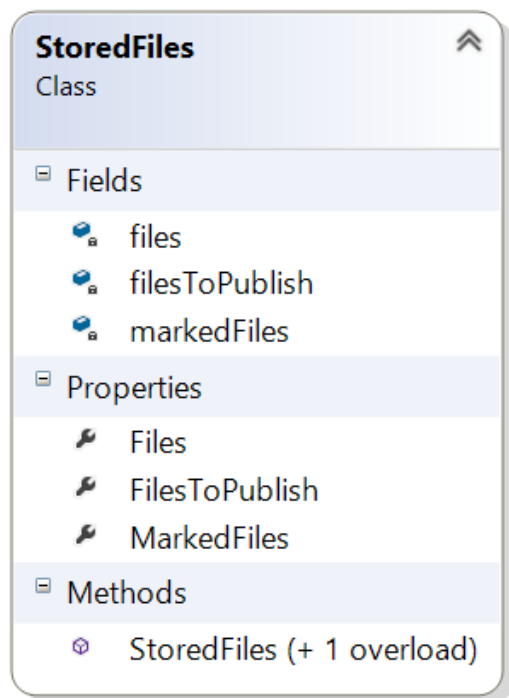 StoredFiles
Class
Fields
files
filesToPublish
markedFiles
Properties
Files
FilesToPublish
MarkedFiles
Methods
StoredFiles (+ 1 overload)